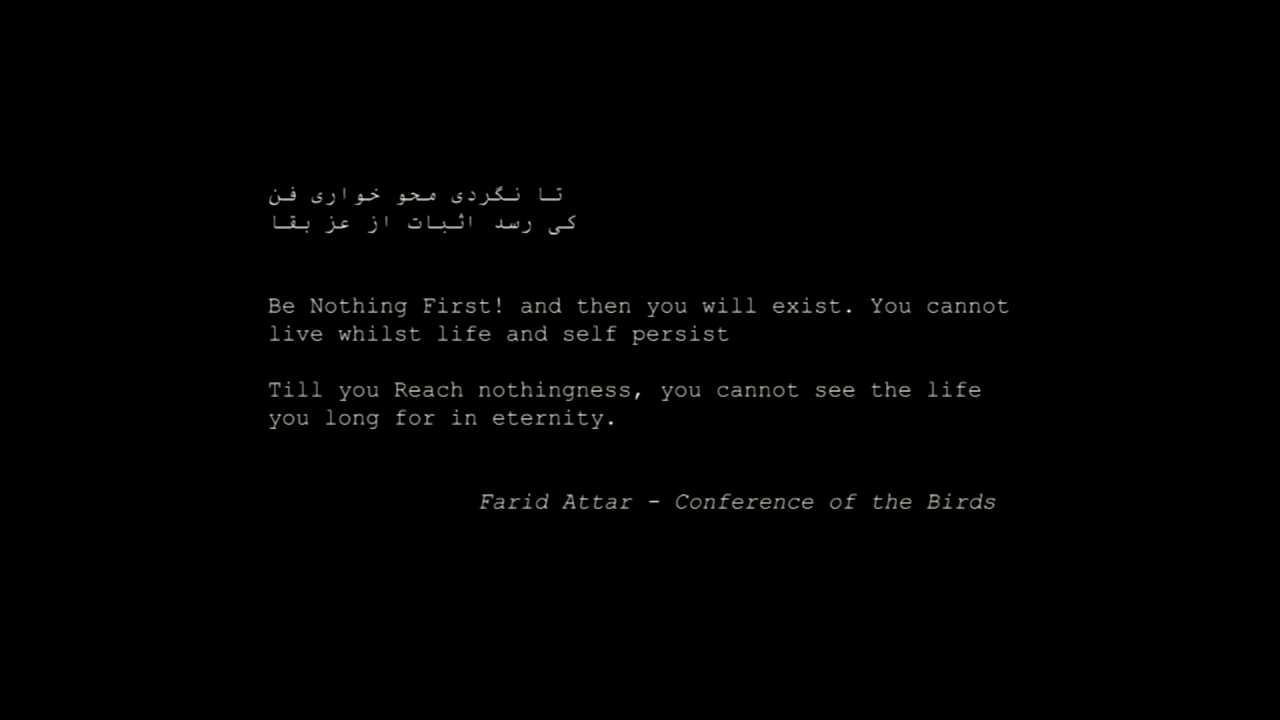 تا نگردی محو خواری فن
کی رسد اثبات از عز بقا
Be Nothing First! and then you will exist. You cannot
live whilst life and self persist
Till you Reach nothingness, you cannot see the life
you long for in eternity.
Farid Attar - Conference of the Birds